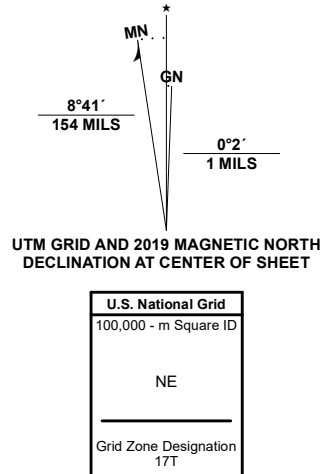 ★
MN
GN
8°41´
154 MILS
0°2´
1 MILS
UTM GRID AND 2019 MAGNETIC NORTH
DECLINATION AT CENTER OF SHEET
U.S. National Grid
100,000 - m Square ID
NE
Grid Zone Designation
17T